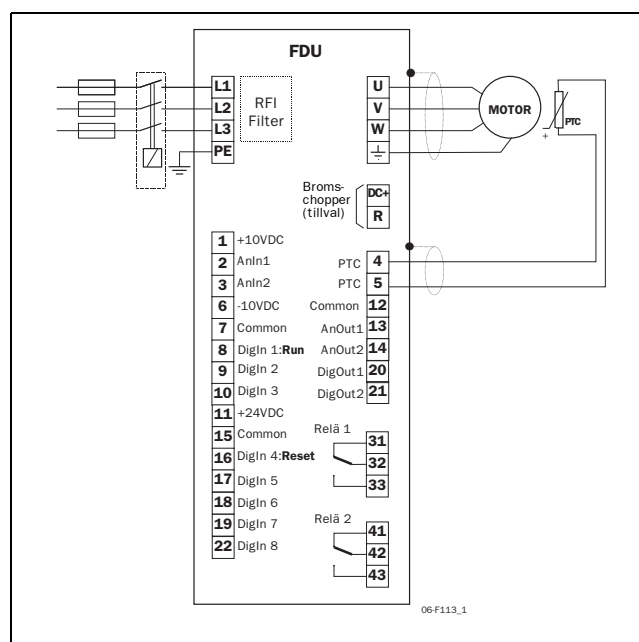 FDU
L1
L2
L3
PE
RFI
Filter
U
V
W
MOTOR
PTC
+
Broms-
chopper
(tillval)
DC+
R
1 +10VDC
2 AnIn1
3 AnIn2
6 -10VDC
7 Common
8 DigIn 1:Run
9 DigIn 2
10 DigIn 3
11 +24VDC
15 Common
16 DigIn 4:Reset
17 DigIn 5
18 DigIn 6
19 DigIn 7
22 DigIn 8
PTC 4
PTC 5
Common 12
AnOut1 13
AnOut2 14
DigOut1 20
DigOut2 21
Relä 1
31
32
33
Relä 2
41
42
43
06-F113_1